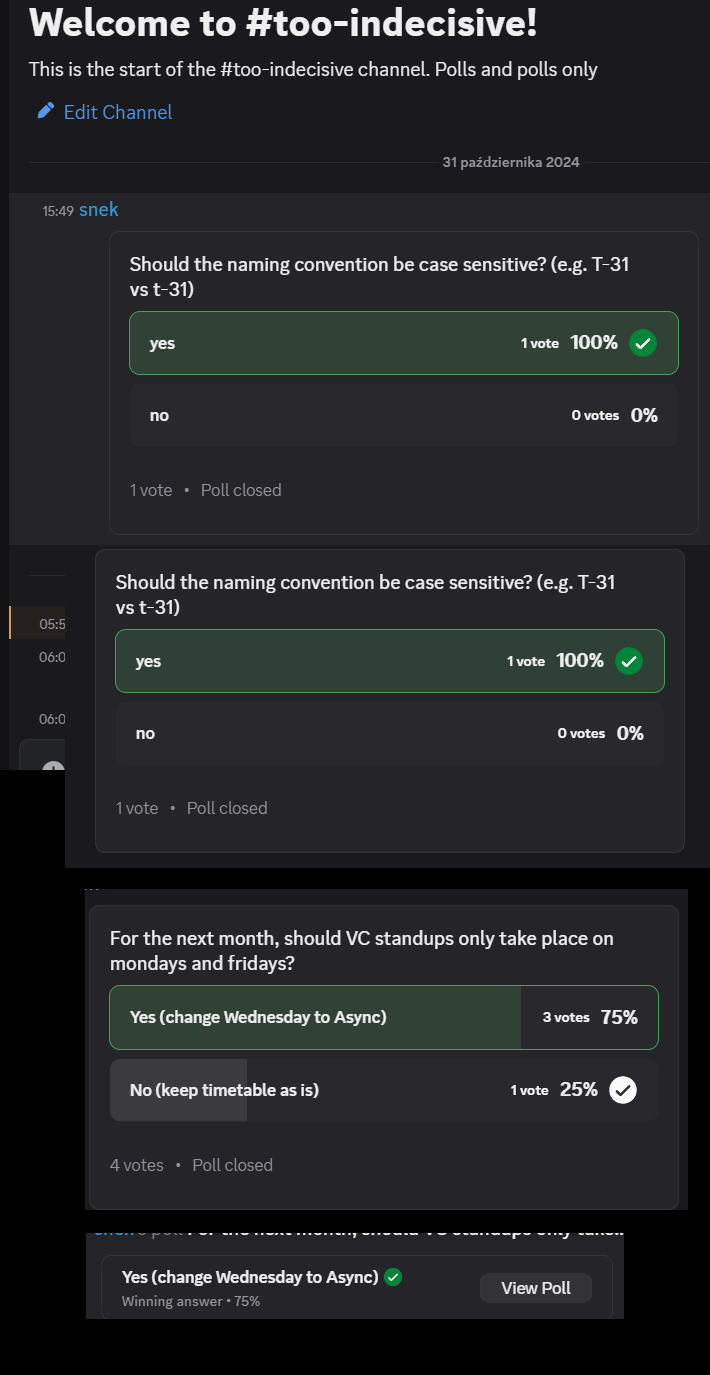 Welcome to #too-indecisive!
This is the start of the #too-indecisive channel. Polls and polls only
Edit Channel
31 października 2024
15:49 snek
Should the naming convention be case sensitive? (e.g. T-31
vs t-31)
yes 1 vote 100%
no 0 votes 0%
1 vote • Poll closed
Should the naming convention be case sensitive? (e.g. T-31
vs t-31)
05:5
yes 1 vote 100%
06:0
06:0
no 0 votes 0%
1 vote • Poll closed
For the next month, should VC standups only take place on
mondays and fridays?
Yes (change Wednesday to Async) 3 votes 75%
No (keep timetable as is) 1 vote 25%
4 votes • Poll closed
For the next month, should VC standups only take...
Yes (change Wednesday to Async)
Winning answer • 75%
View Poll